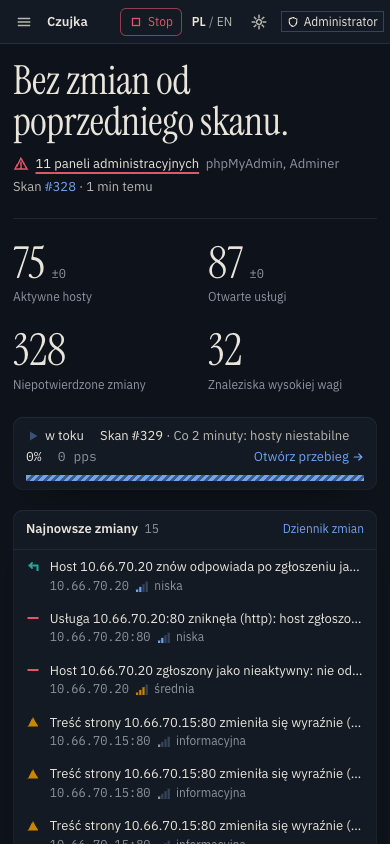 Czujka Stop PL / EN Administrator
Bez zmian od
poprzedniego skanu.
11 paneli administracyjnych phpMyAdmin, Adminer
Skan #328 · 1 min temu
75 ±0 87 ±0
Aktywne hosty Otwarte usługi
328 32
Niepotwierdzone zmiany Znaleziska wysokiej wagi
w toku Skan #329 · Co 2 minuty: hosty niestabilne
0% 0 pps Otwórz przebieg →
Najnowsze zmiany 15 Dziennik zmian
Host 10.66.70.20 znów odpowiada po zgłoszeniu ja...
10.66.70.20 niska
Usługa 10.66.70.20:80 zniknęła (http): host zgłoszo...
10.66.70.20:80 niska
Host 10.66.70.20 zgłoszony jako nieaktywny: nie od...
10.66.70.20 średnia
Treść strony 10.66.70.15:80 zmieniła się wyraźnie (...
10.66.70.15:80 informacyjna
Treść strony 10.66.70.15:80 zmieniła się wyraźnie (...
10.66.70.15:80 informacyjna
Treść strony 10.66.70.15:80 zmieniła się wyraźnie (...
10.66.70.15:80 informacyjna